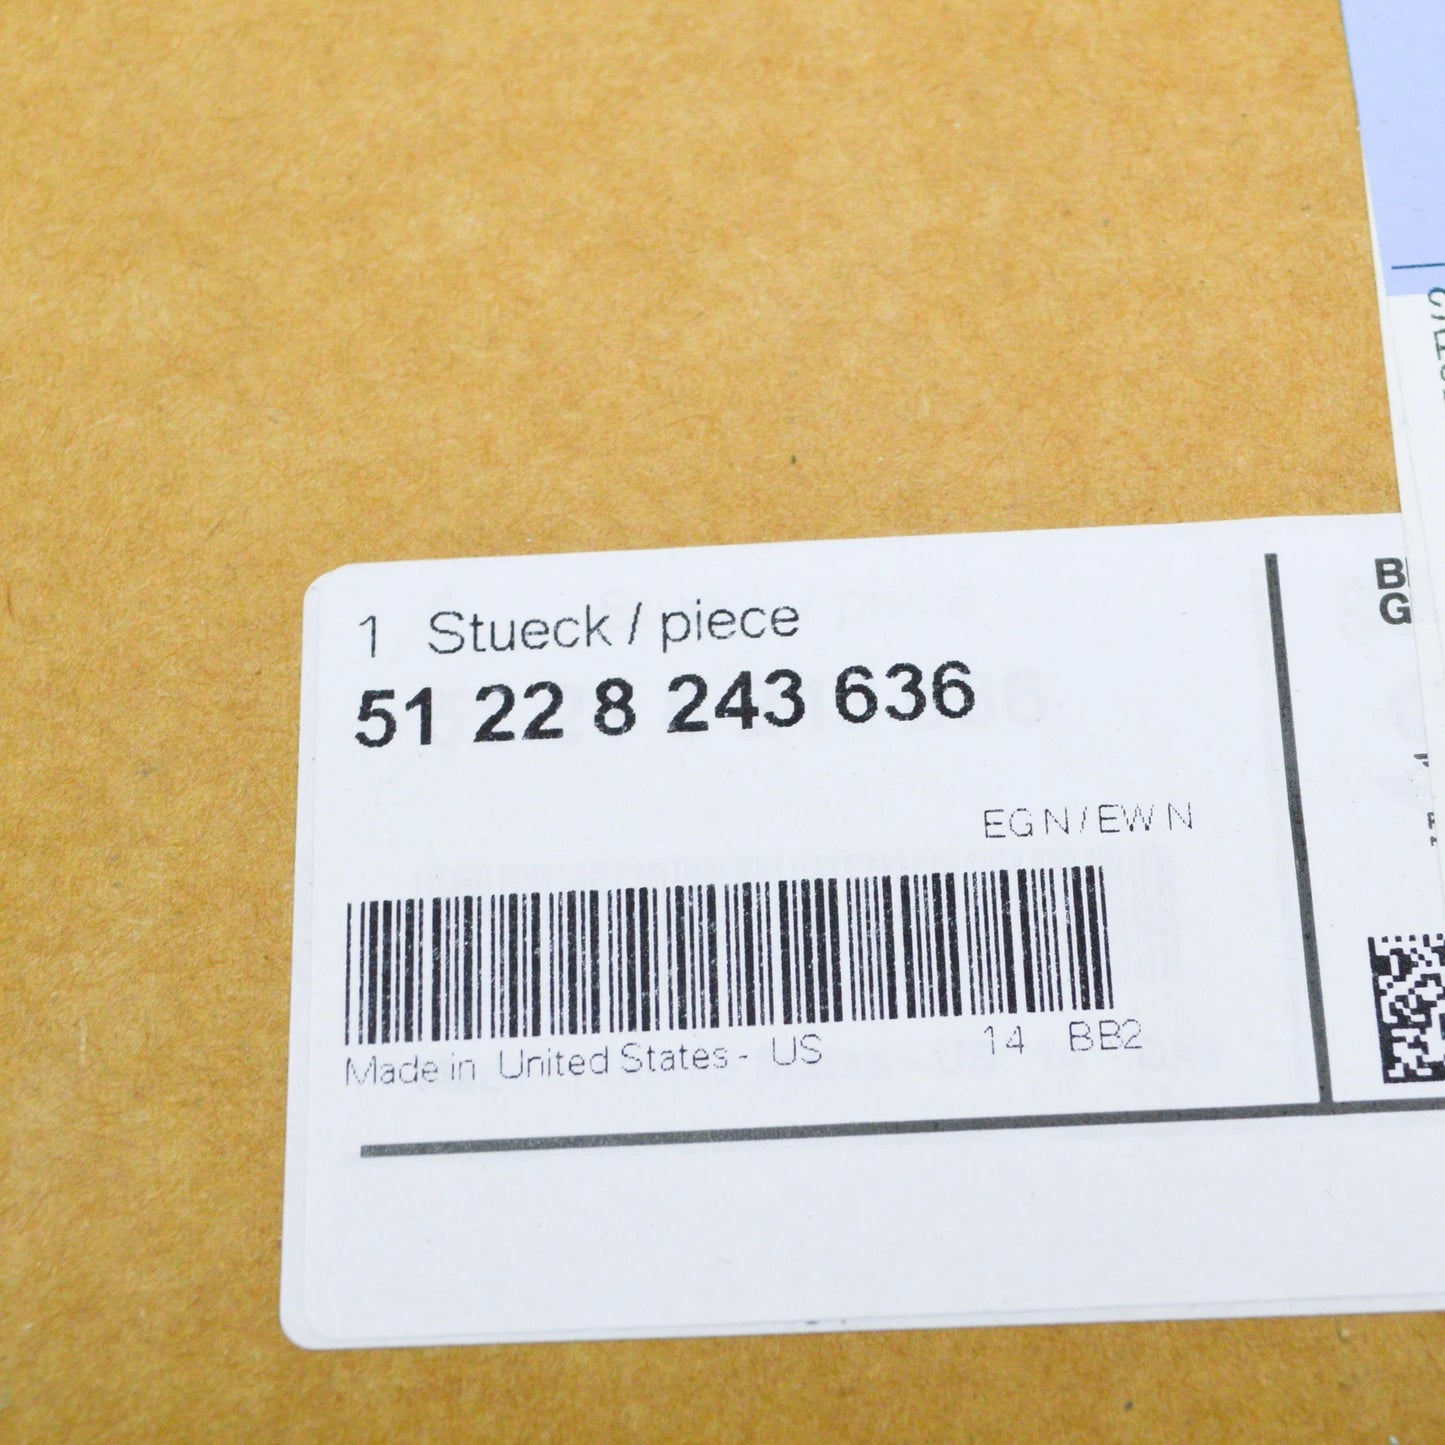 1 Stueck / piece
51 22 8 243 636
EG N / EW N
Made in United States - US 14 BB2